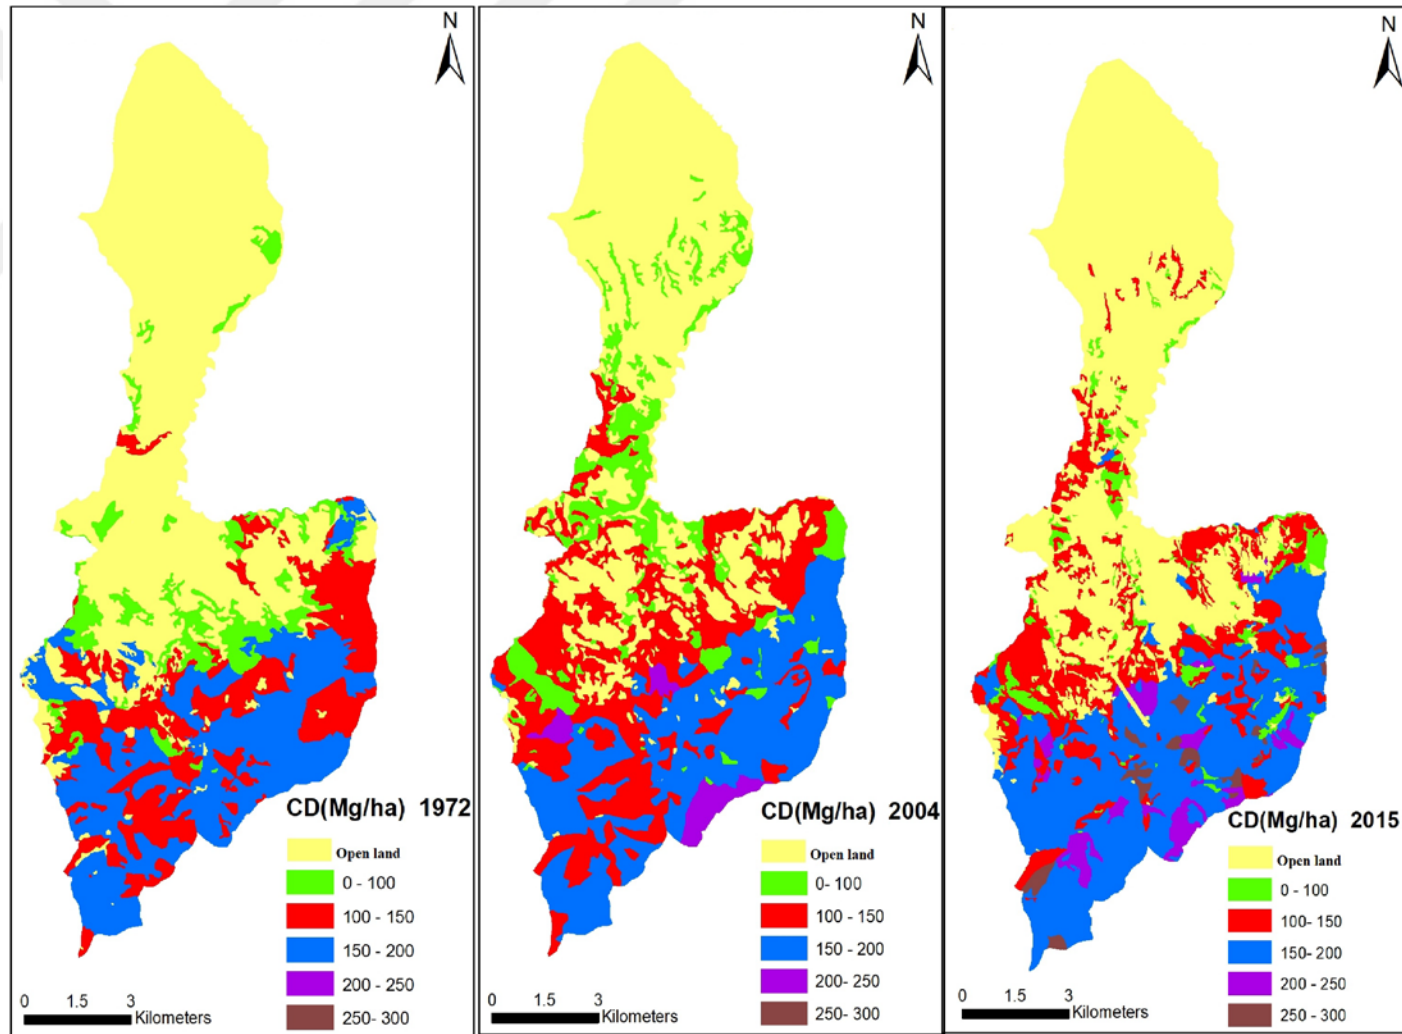 N
CD(Mg/ha) 1972
Open land
0 - 100
100 - 150
150 - 200
200 - 250
250- 300
0 1.5 3
Kilometers
N
CD(Mg/ha) 2004
Open land
0- 100
100 - 150
150 - 200
200 - 250
250 - 300
0 1.5 3
Kilometers
N
CD(Mg/ha) 2015
Open land
0 - 100
100- 150
150- 200
200 - 250
250 - 300
0 1.5 3
Kilometers